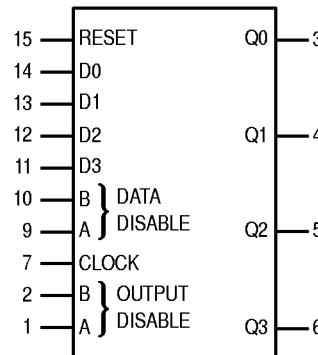 15 RESET Q0 3
14 D0
13 D1
12 D2 Q1 4
11 D3
10 B DATA
9 A DISABLE Q2 5
7 CLOCK
2 B OUTPUT
1 A DISABLE Q3 6